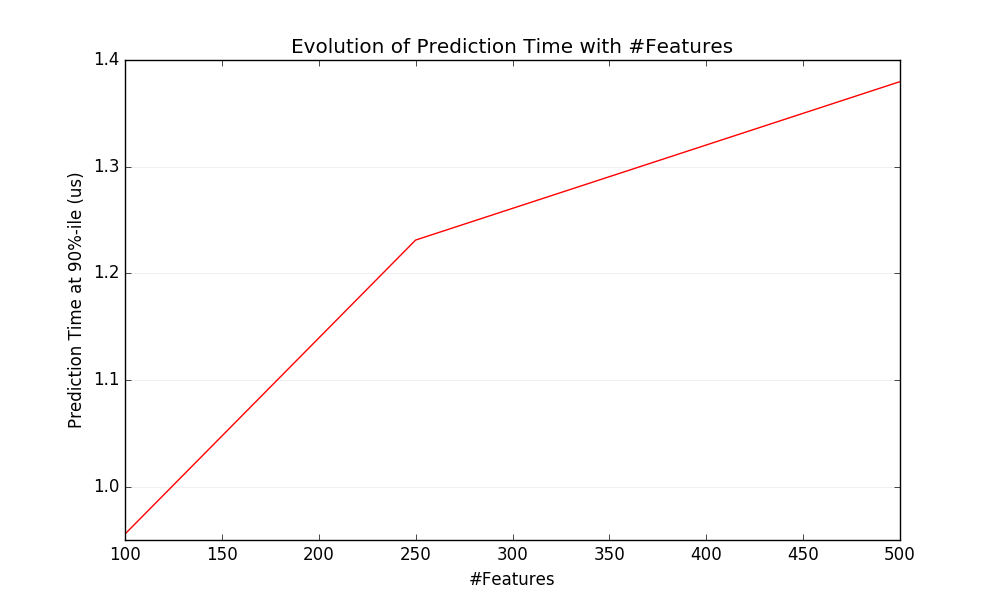 Evolution of Prediction Time with #Features
Prediction Time at 90%-ile (us)
1.4
1.3
1.2
1.1
1.0
100 150 200 250 300 350 400 450 500
#Features